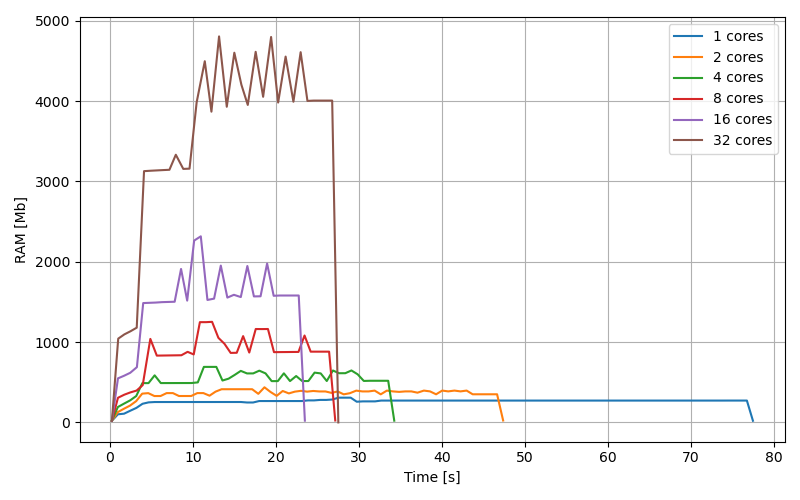 5000
4000
3000
2000
1000
0
RAM [Mb]
0 10 20 30 40 50 60 70 80
Time [s]
1 cores
2 cores
4 cores
8 cores
16 cores
32 cores